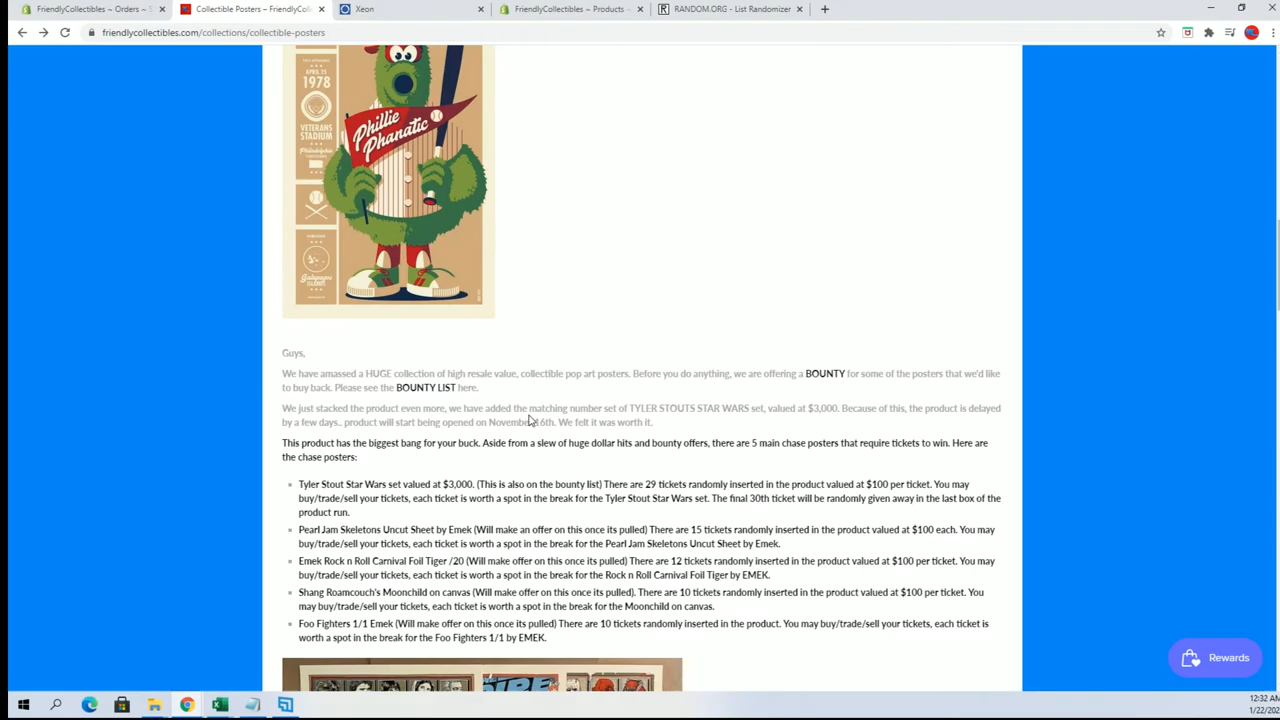 FriendlyCollectibles ~ Orders ~ S
Collectible Posters – FriendlyColl
Xeon
FriendlyCollectibles ~ Products ~
RANDOM.ORG - List Randomizer
friendlycollectibles.com/collections/collectible-posters
APRIL 25
1978
VETERANS
STADIUM
Philadelphia
Phillie
Phanatic
Galapagos
Islands
Guys,
We have amassed a HUGE collection of high resale value, collectible pop art posters. Before you do anything, we are offering a BOUNTY for some of the posters that we'd like
to buy back. Please see the BOUNTY LIST here.
We just stacked the product even more, we have added the matching number set of TYLER STOUTS STAR WARS set, valued at $3,000. Because of this, the product is delayed
by a few days.. product will start being opened on November 16th. We felt it was worth it.
This product has the biggest bang for your buck. Aside from a slew of huge dollar hits and bounty offers, there are 5 main chase posters that require tickets to win. Here are
the chase posters:
Tyler Stout Star Wars set valued at $3,000. (This is also on the bounty list) There are 29 tickets randomly inserted in the product valued at $100 per ticket. You may
buy/trade/sell your tickets, each ticket is worth a spot in the break for the Tyler Stout Star Wars set. The final 30th ticket will be randomly given away in the last box of the
product run.
Pearl Jam Skeletons Uncut Sheet by Emek (Will make an offer on this once its pulled) There are 15 tickets randomly inserted in the product valued at $100 each. You may
buy/trade/sell your tickets, each ticket is worth a spot in the break for the Pearl Jam Skeletons Uncut Sheet by Emek.
Emek Rock n Roll Carnival Foil Tiger /20 (Will make offer on this once its pulled) There are 12 tickets randomly inserted in the product valued at $100 per ticket. You may
buy/trade/sell your tickets, each ticket is worth a spot in the break for the Rock n Roll Carnival Foil Tiger by EMEK.
Shang Roamcouch's Moonchild on canvas (Will make offer on this once its pulled). There are 10 tickets randomly inserted in the product valued at $100 per ticket. You
may buy/trade/sell your tickets, each ticket is worth a spot in the break for the Moonchild on canvas.
Foo Fighters 1/1 Emek (Will make offer on this once its pulled) There are 10 tickets randomly inserted in the product. You may buy/trade/sell your tickets, each ticket is
worth a spot in the break for the Foo Fighters 1/1 by EMEK.
Rewards
12:32 AM
1/22/202